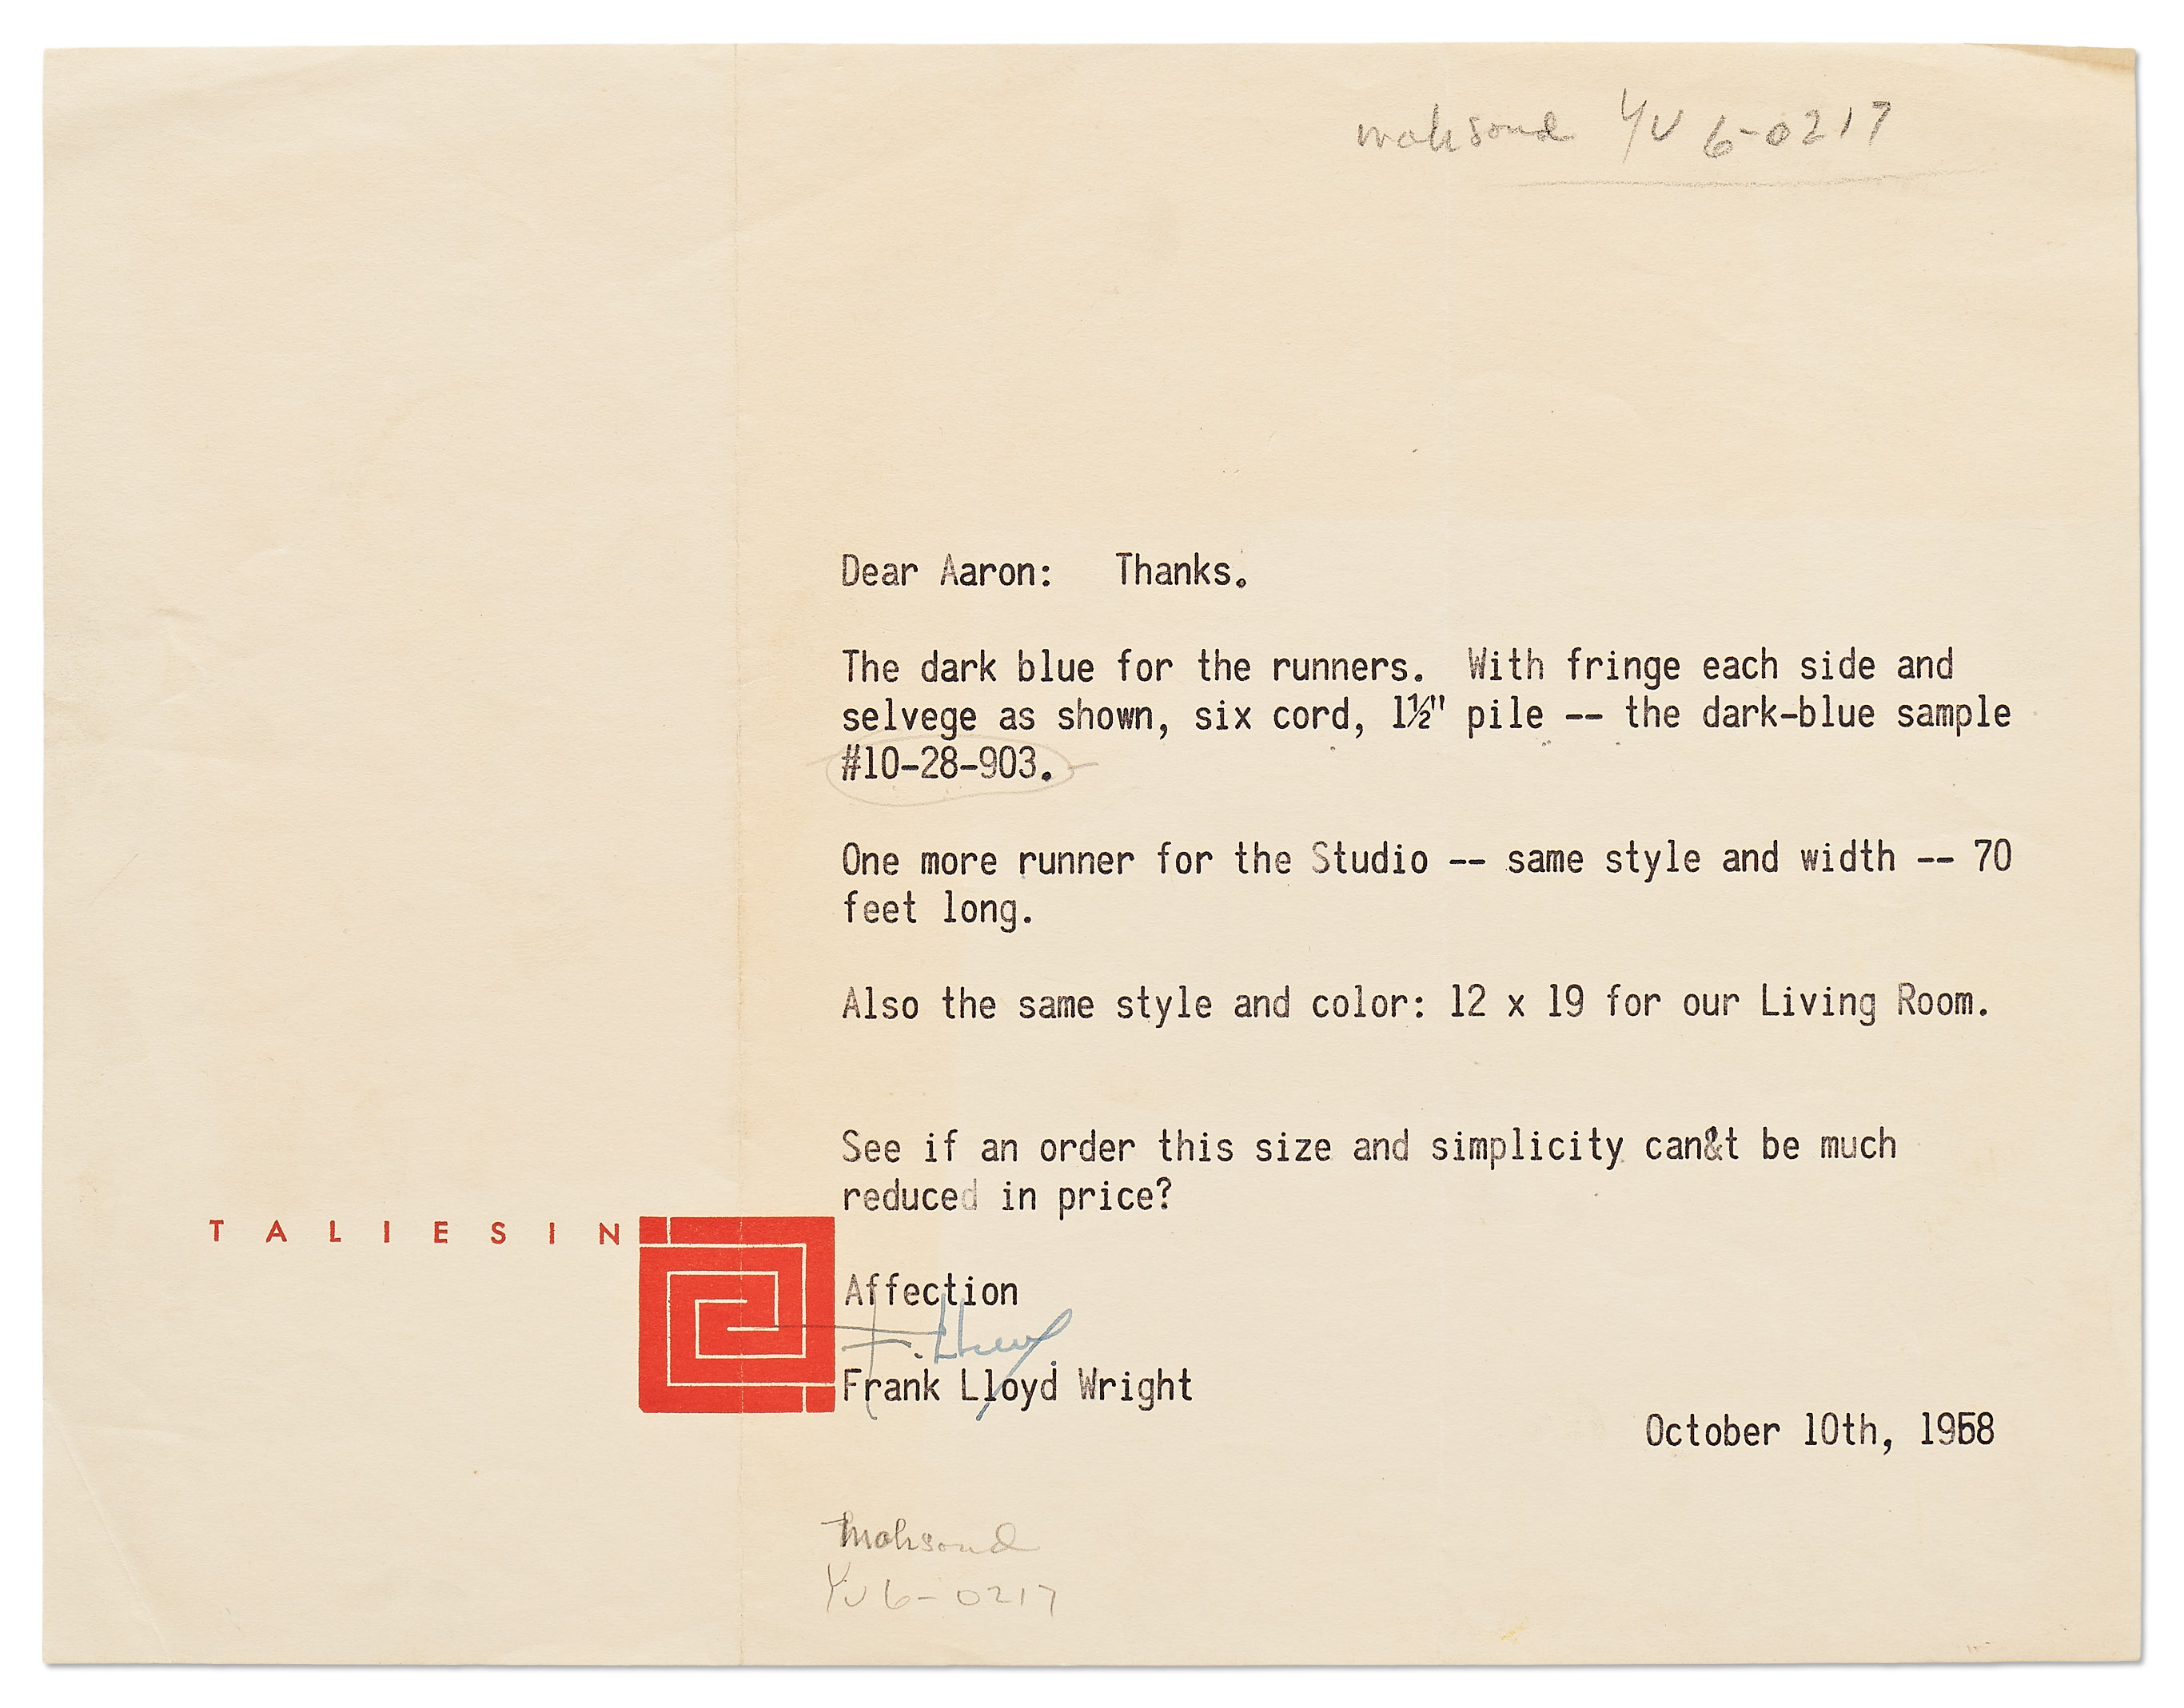 mohsoud YU 6-0217
Dear Aaron: Thanks.
The dark blue for the runners. With fringe each side and
selvege as shown, six cord, 1½" pile -- the dark-blue sample
#10-28-903.
One more runner for the Studio -- same style and width -- 70
feet long.
Also the same style and color: 12 x 19 for our Living Room.
See if an order this size and simplicity can&t be much
reduced in price?
TALIESIN
Affection
Frank Lloyd Wright
October 10th, 1958
YU6-0217